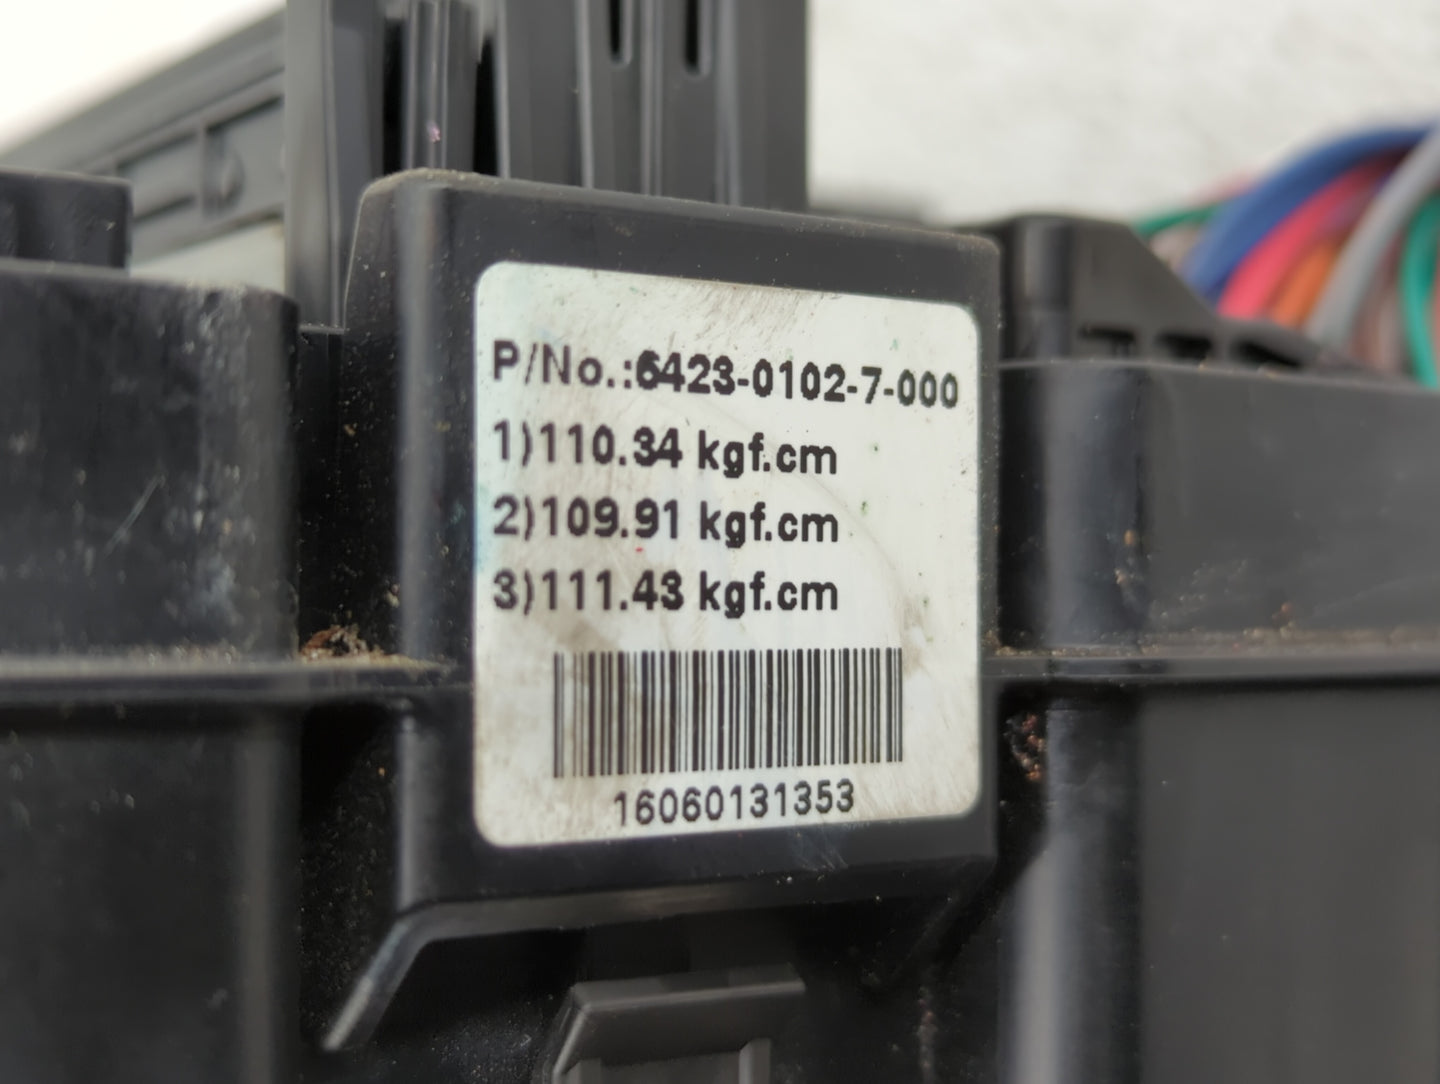 P/No.:6423-0102-7-000
1)110.34 kgf.cm
2)109.91 kgf.cm
3)111.43 kgf.cm
16060131353